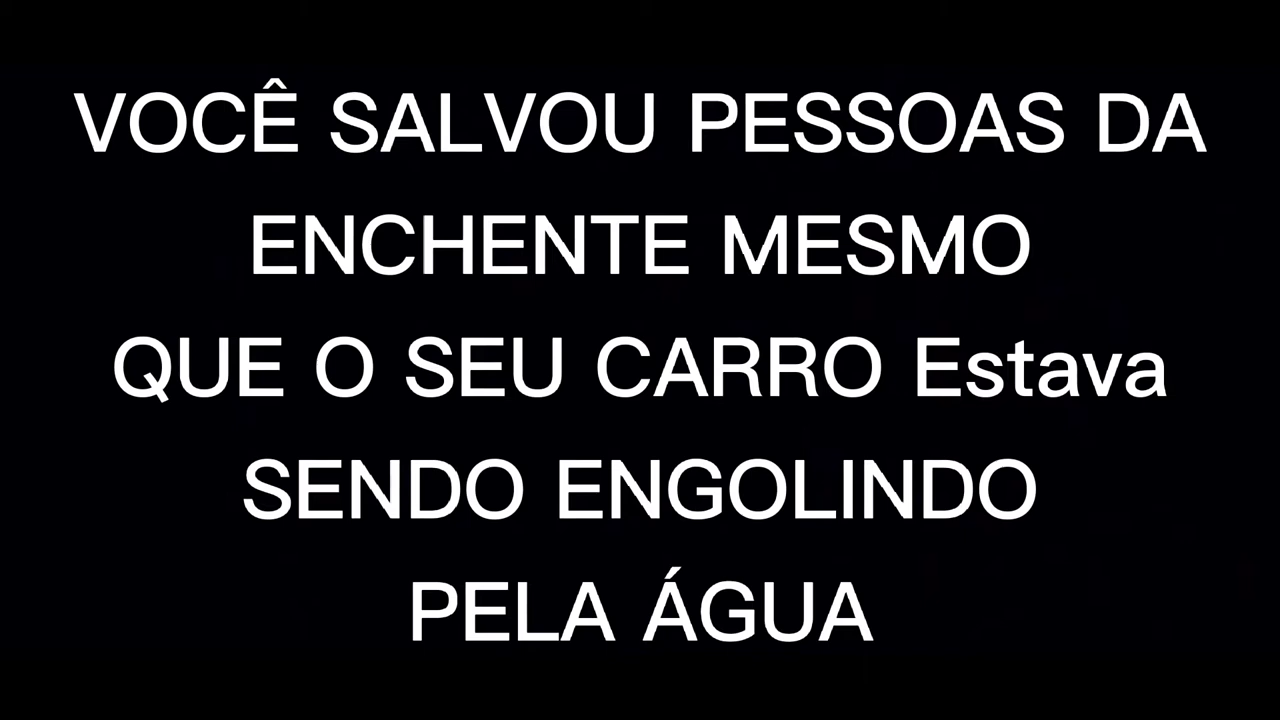 VOCÊ SALVOU PESSOAS DA
ENCHENTE MESMO
QUE O SEU CARRO Estava
SENDO ENGOLINDO
PELA ÁGUA